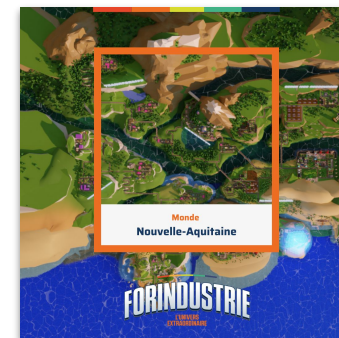 Monde
Nouvelle-Aquitaine
FORINDUSTRIE
L'UNIVERS
EXTRAORDINAIRE